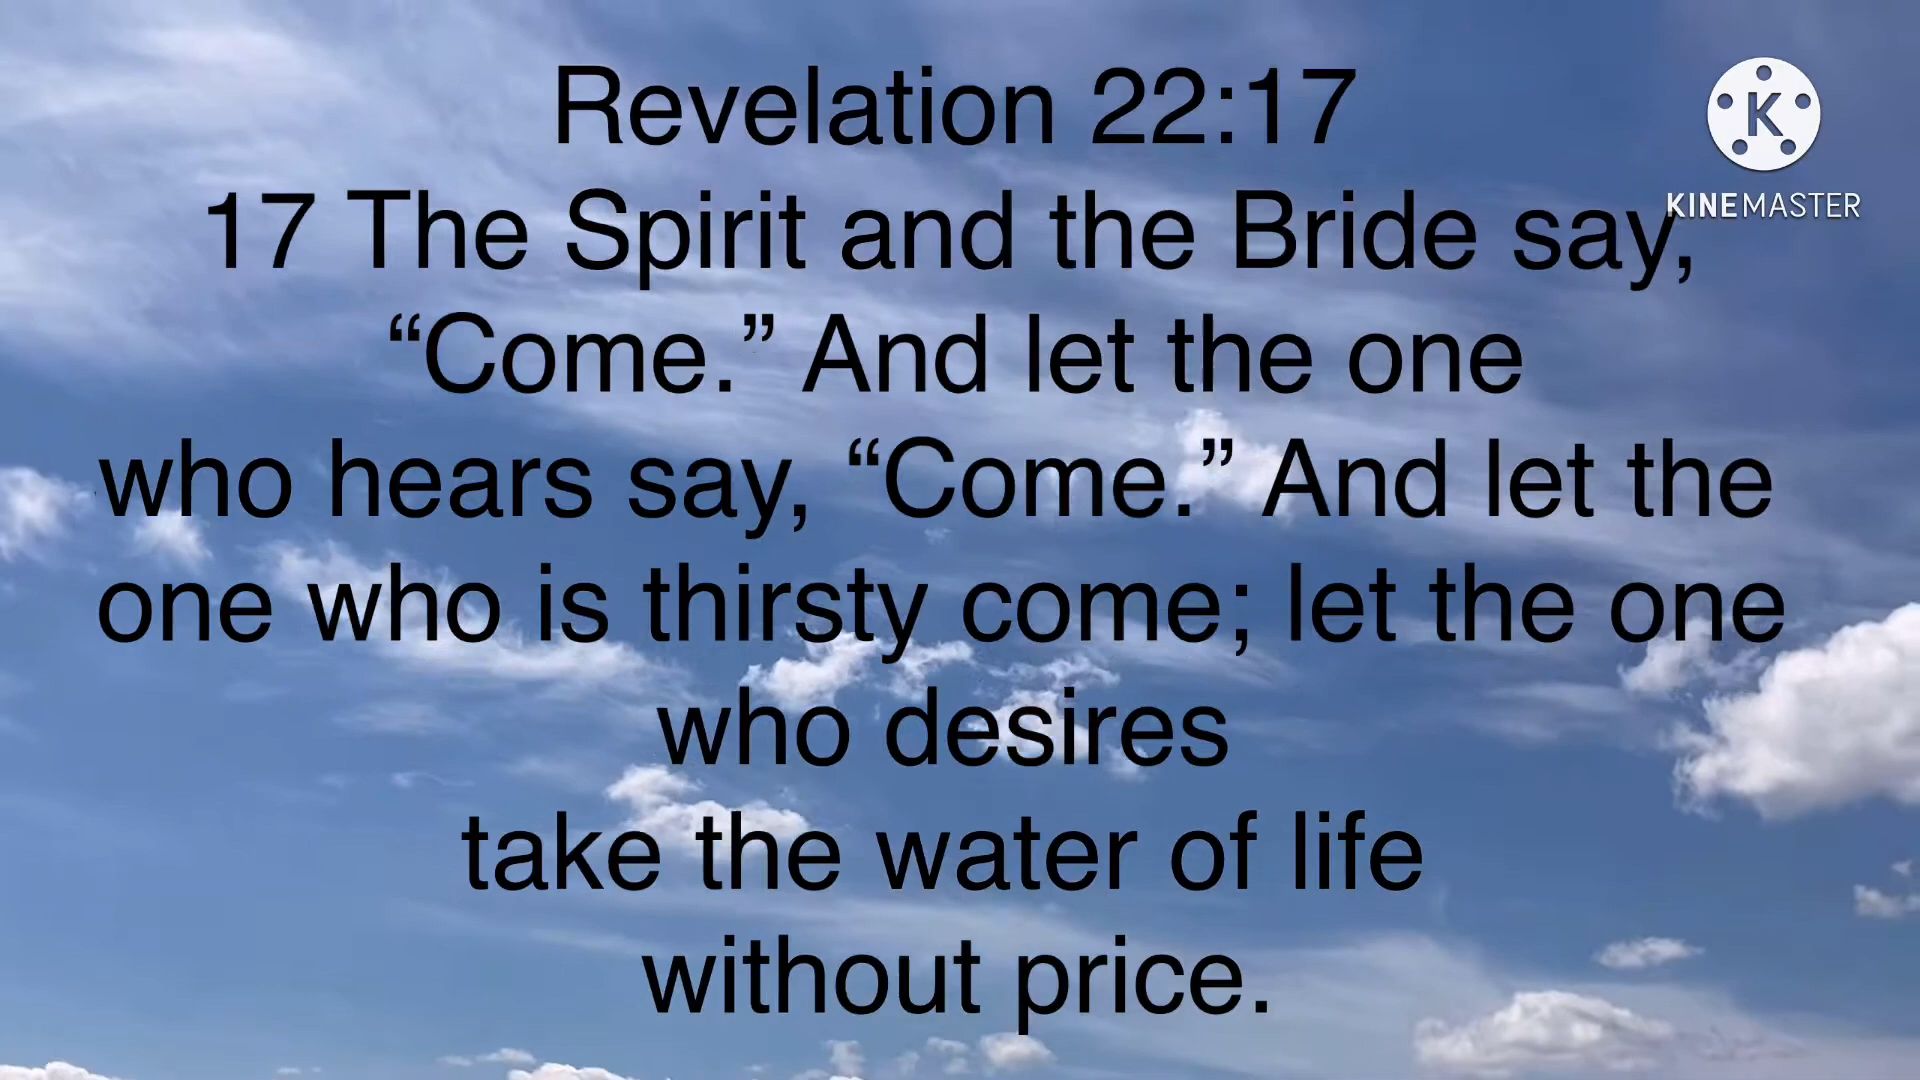 Revelation 22:17
17 The Spirit and the Bride say,
“Come.” And let the one
who hears say, “Come.” And let the
one who is thirsty come; let the one
who desires
take the water of life
without price.
K
KINEMASTER